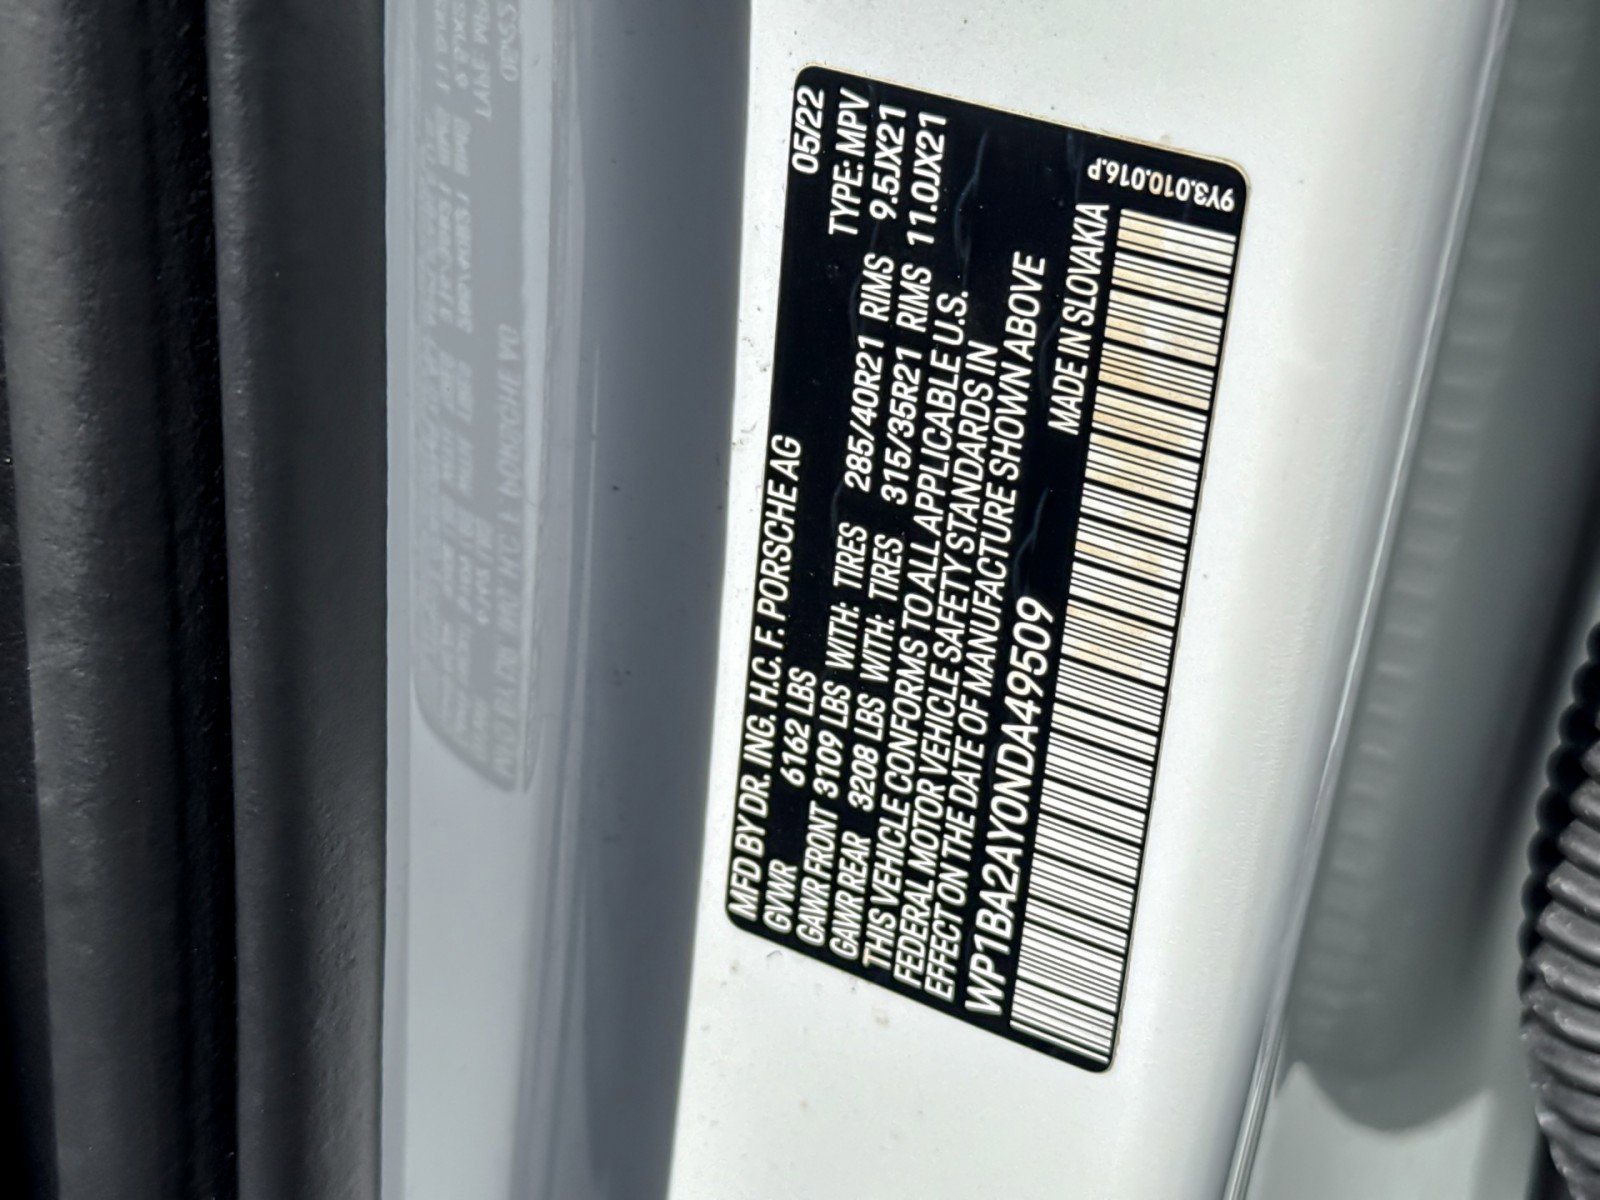 MFD BY DR. ING. H.C. F. PORSCHE AG 05/22
GVWR 6162 LBS TYPE: MPV
GAWR FRONT 3109 LBS WITH: TIRES 285/40R21 RIMS 9.5JX21
GAWR REAR 3208 LBS WITH: TIRES 315/35R21 RIMS 11.0JX21
THIS VEHICLE CONFORMS TO ALL APPLICABLE U.S.
FEDERAL MOTOR VEHICLE SAFETY STANDARDS IN
EFFECT ON THE DATE OF MANUFACTURE SHOWN ABOVE
WP1BA2AY0NDA49509 MADE IN SLOVAKIA
9Y3.010.016.P